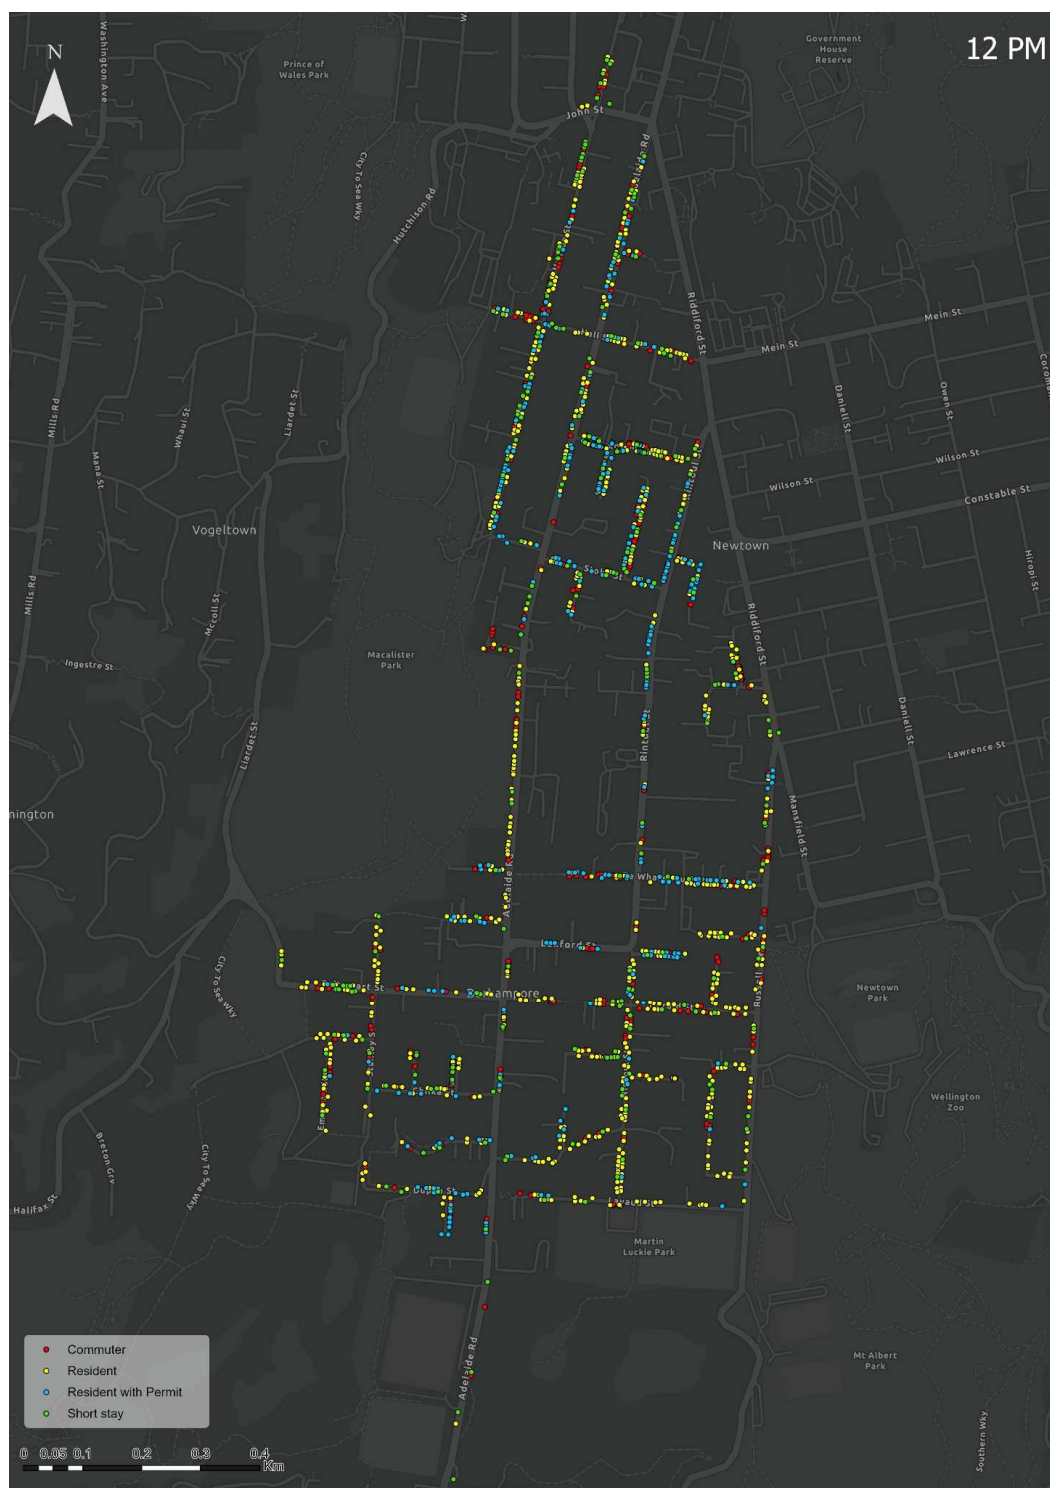 12 PM
N
Washington Ave
Prince of
Wales Park
Government
House
Reserve
John St
City To Sea Wky
Hutchison Rd
Riddiford St
Mein St
Mein St
Mills Rd
Mana St
Whaui St
Liardet St
Daniell St
Owen St
Wilson St
Wilson St
Constable St
Vogeltown
Newtown
Hiropi St
Mills Rd
Mccoll St
Riddiford St
Ingestre St
Macalister
Park
Liardet St
Daniell St
Lawrence St
Mansfield St
Adelaide R
City To Sea Wky
Newtown
Park
Wellington
Zoo
Breton Grv
City To Sea Wky
Halifax St
Martin
Luckie Park
Mt Albert
Park
Adelaide Rd
Southern Wky
Commuter
Resident
Resident with Permit
Short stay
0 0.05 0.1 0.2 0.3 0.4
Km